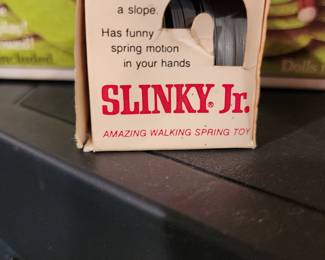 a slope.
Has funny
spring motion
in your hands
SLINKY® Jr.
AMAZING WALKING SPRING TOY